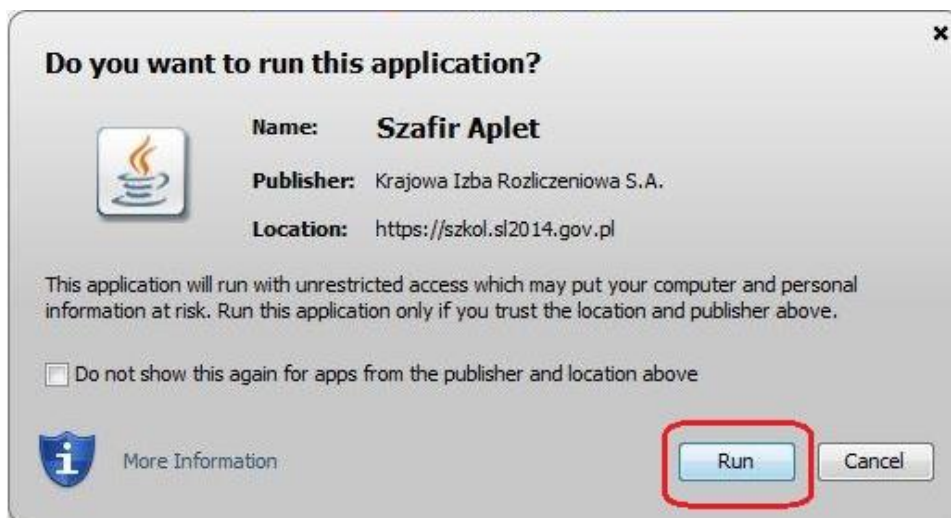 Do you want to run this application?
Name: Szafir Aplet
Publisher: Krajowa Izba Rozliczeniowa S.A.
Location: https://szkol.sl2014.gov.pl
This application will run with unrestricted access which may put your computer and personal
information at risk. Run this application only if you trust the location and publisher above.
Do not show this again for apps from the publisher and location above
More Information
Run
Cancel